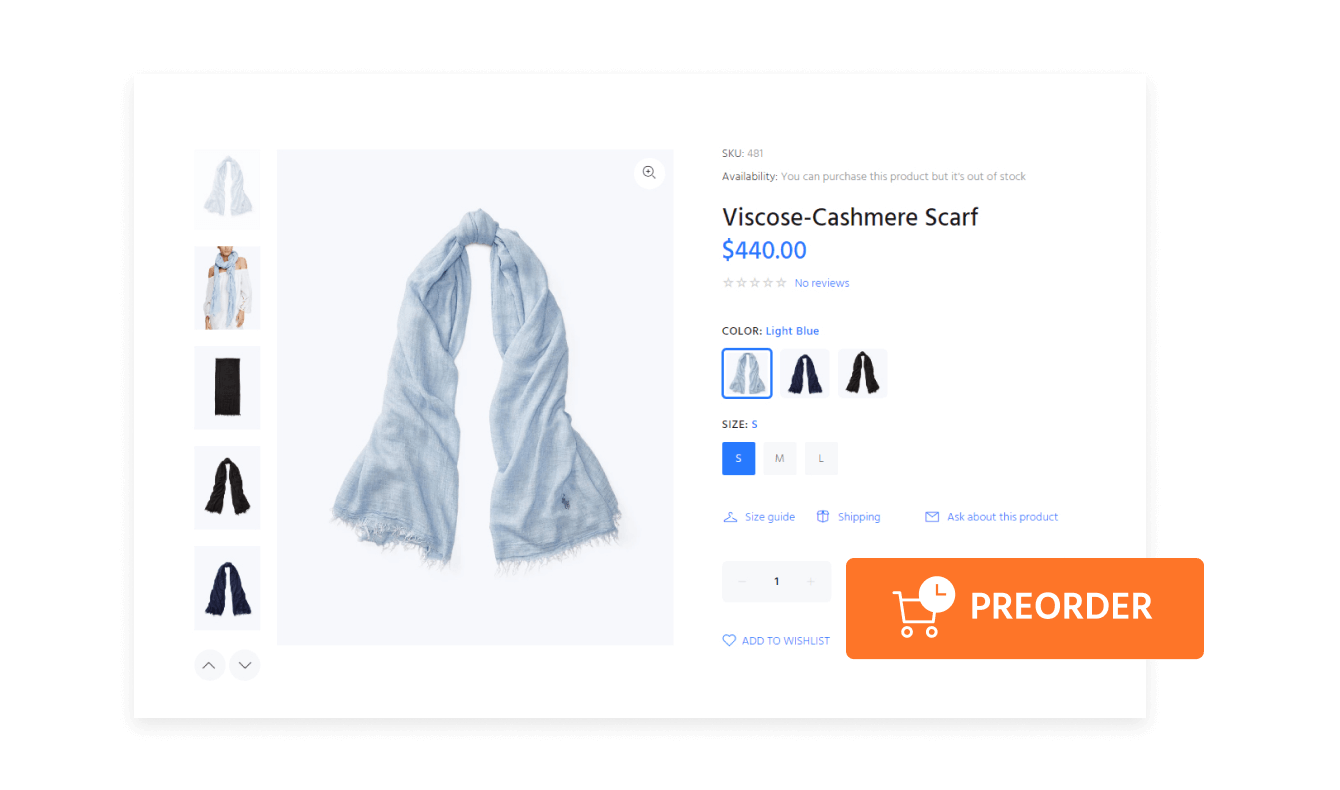 SKU: 481
Availability: You can purchase this product but it's out of stock
Viscose-Cashmere Scarf
$440.00
No reviews
COLOR: Light Blue
SIZE: S
S M L
Size guide Shipping Ask about this product
1
PREORDER
ADD TO WISHLIST